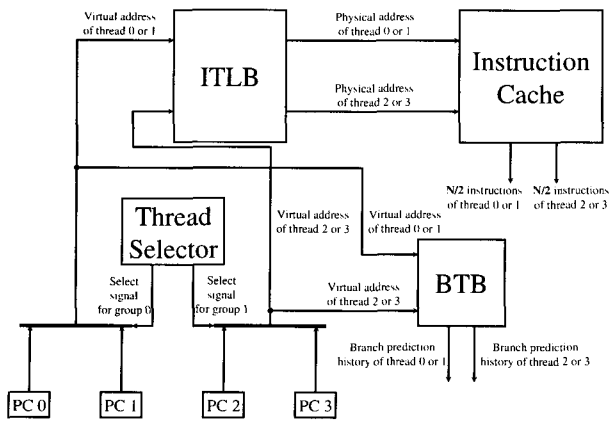 Virtual address
of thread 0 or 1
ITLB
Physical address
of thread 0 or 1
Physical address
of thread 2 or 3
Instruction
Cache
N/2 instructions
of thread 0 or 1
N/2 instructions
of thread 2 or 3
Thread
Selector
Virtual address
of thread 2 or 3
Virtual address
of thread 0 or 1
Select
signal
for group 0
Select
signal
for group 1
Virtual address
of thread 2 or 3
BTB
Branch prediction
history of thread 0 or 1
Branch prediction
history of thread 2 or 3
PC 0
PC 1
PC 2
PC 3